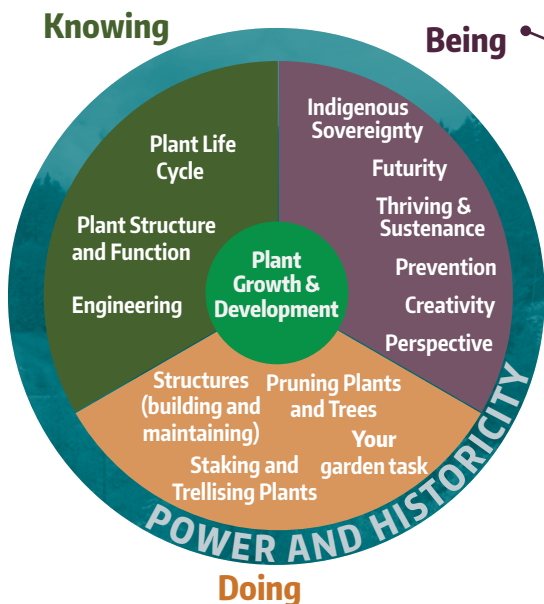 Knowing
Being
Plant Life
Cycle
Plant Structure
and Function
Engineering
Indigenous
Sovereignty
Futurity
Thriving &
Sustenance
Prevention
Creativity
Perspective
Plant
Growth &
Development
Structures
(building and
maintaining)
Pruning Plants
and Trees
Staking and
Trellising Plants
Your
garden task
POWER AND HISTORICITY
Doing